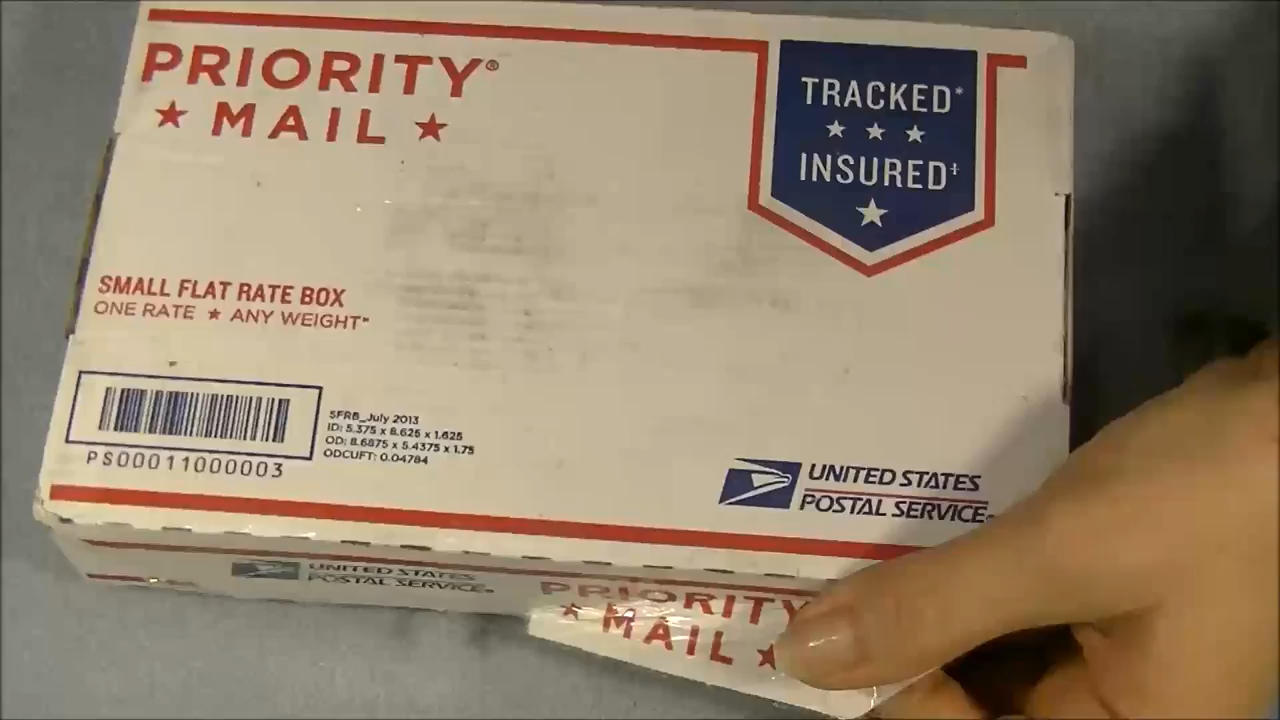 PRIORITY®
★ MAIL ★
TRACKED*
★ ★ ★
INSURED‡
★
SMALL FLAT RATE BOX
ONE RATE ★ ANY WEIGHT*
PS00011000003
SFRB_July 2013
ID: 5.375 x 8.625 x 1.625
OD: 8.6875 x 5.4375 x 1.75
ODCUFT: 0.04784
UNITED STATES
POSTAL SERVICE
UNITED STATES
POSTAL SERVICE
PRIORITY
★ MAIL ★